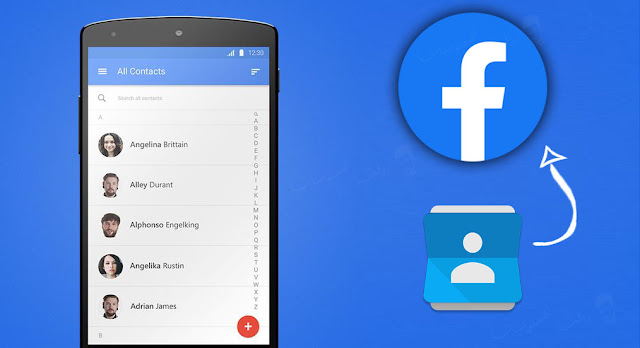 12:30
All Contacts
Search all contacts
A
Angelina Brittain
Alley Durant
Alphonso Engelking
Angelika Rustin
Adrian James
B
G
A
B
C
D
E
F
G
H
I
J
K
L
M
N
O
P
Q
R
S
T
U
V
W
X
Y
Z
f